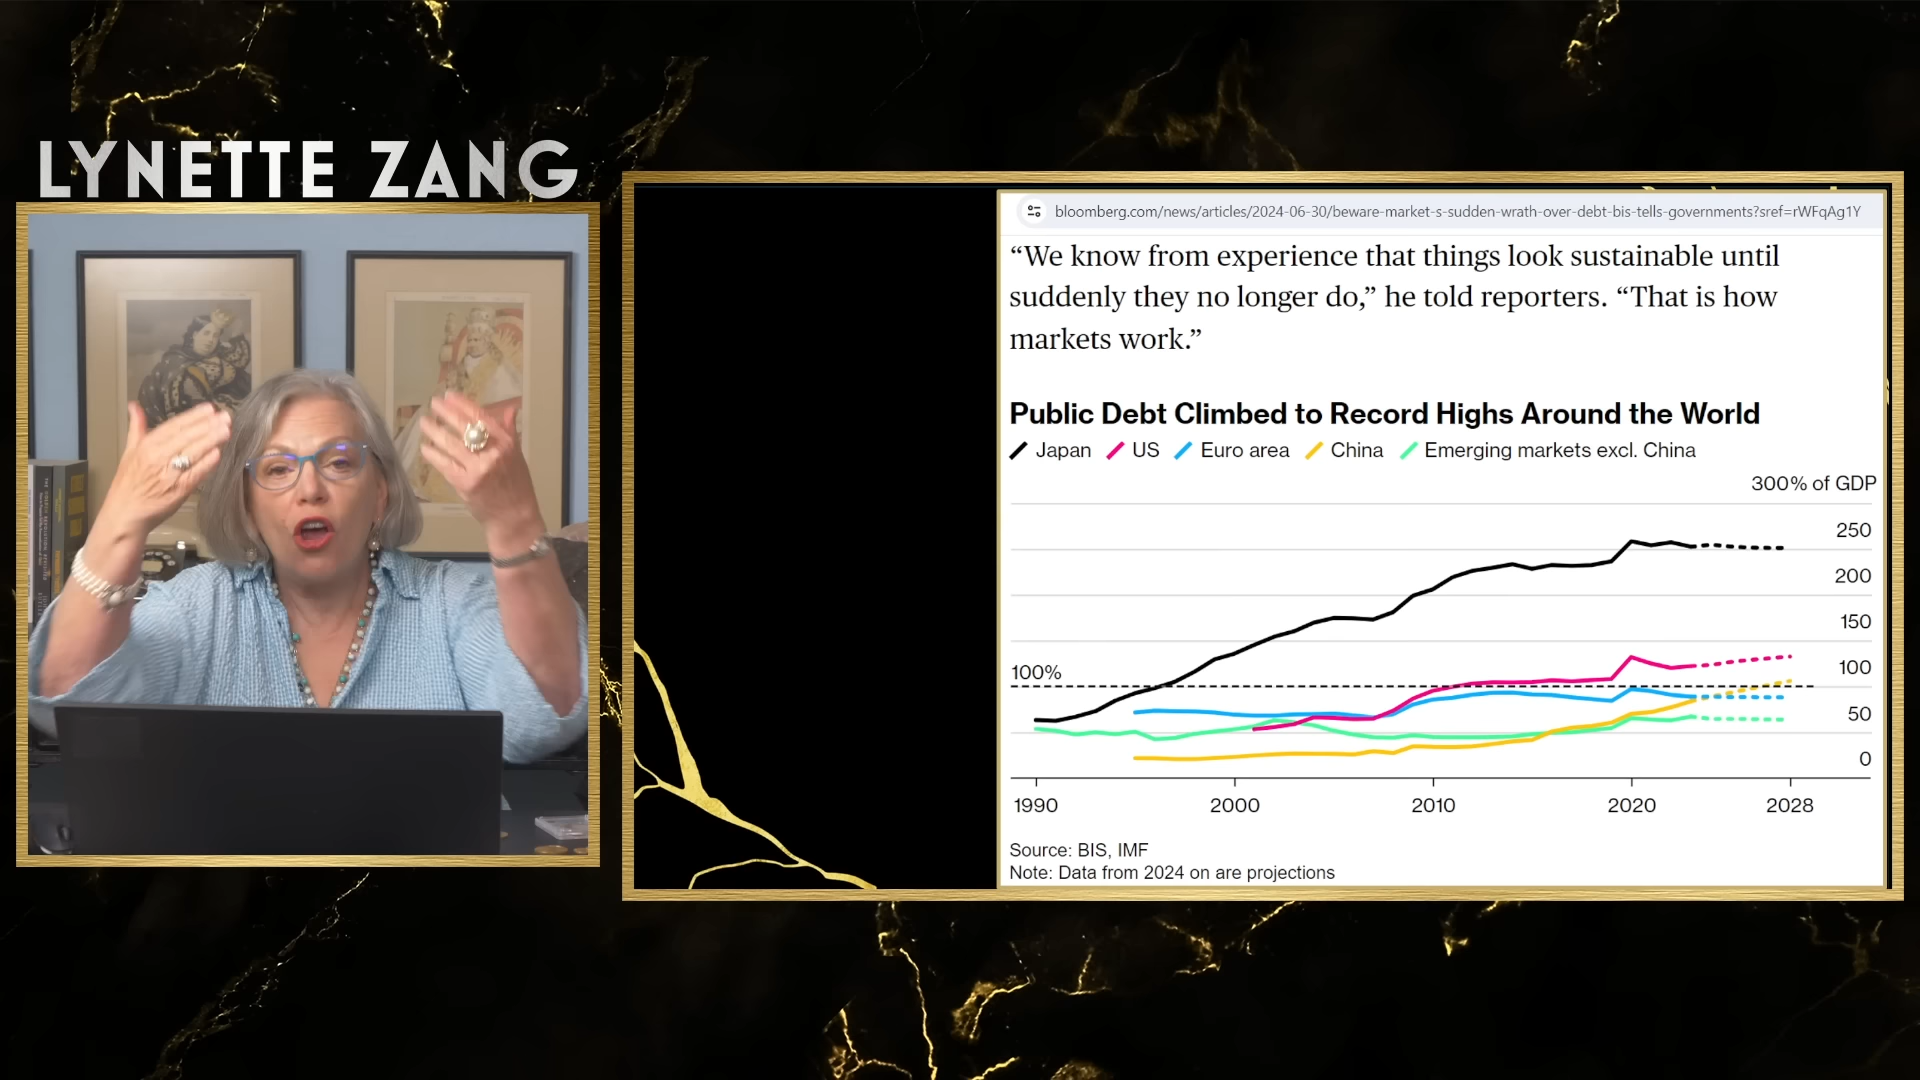 LYNETTE ZANG
bloomberg.com/news/articles/2024-06-30/beware-market-s-sudden-wrath-over-debt-bis-tells-governments?sref=rWFqAg1Y
“We know from experience that things look sustainable until
suddenly they no longer do,” he told reporters. “That is how
markets work.”
Public Debt Climbed to Record Highs Around the World
Japan US Euro area China Emerging markets excl. China
300% of GDP
250
200
150
100%
100
50
0
1990 2000 2010 2020 2028
Source: BIS, IMF
Note: Data from 2024 on are projections